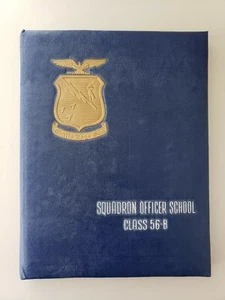 SQUADRON OFFICER SCHOOL
CLASS 56-B